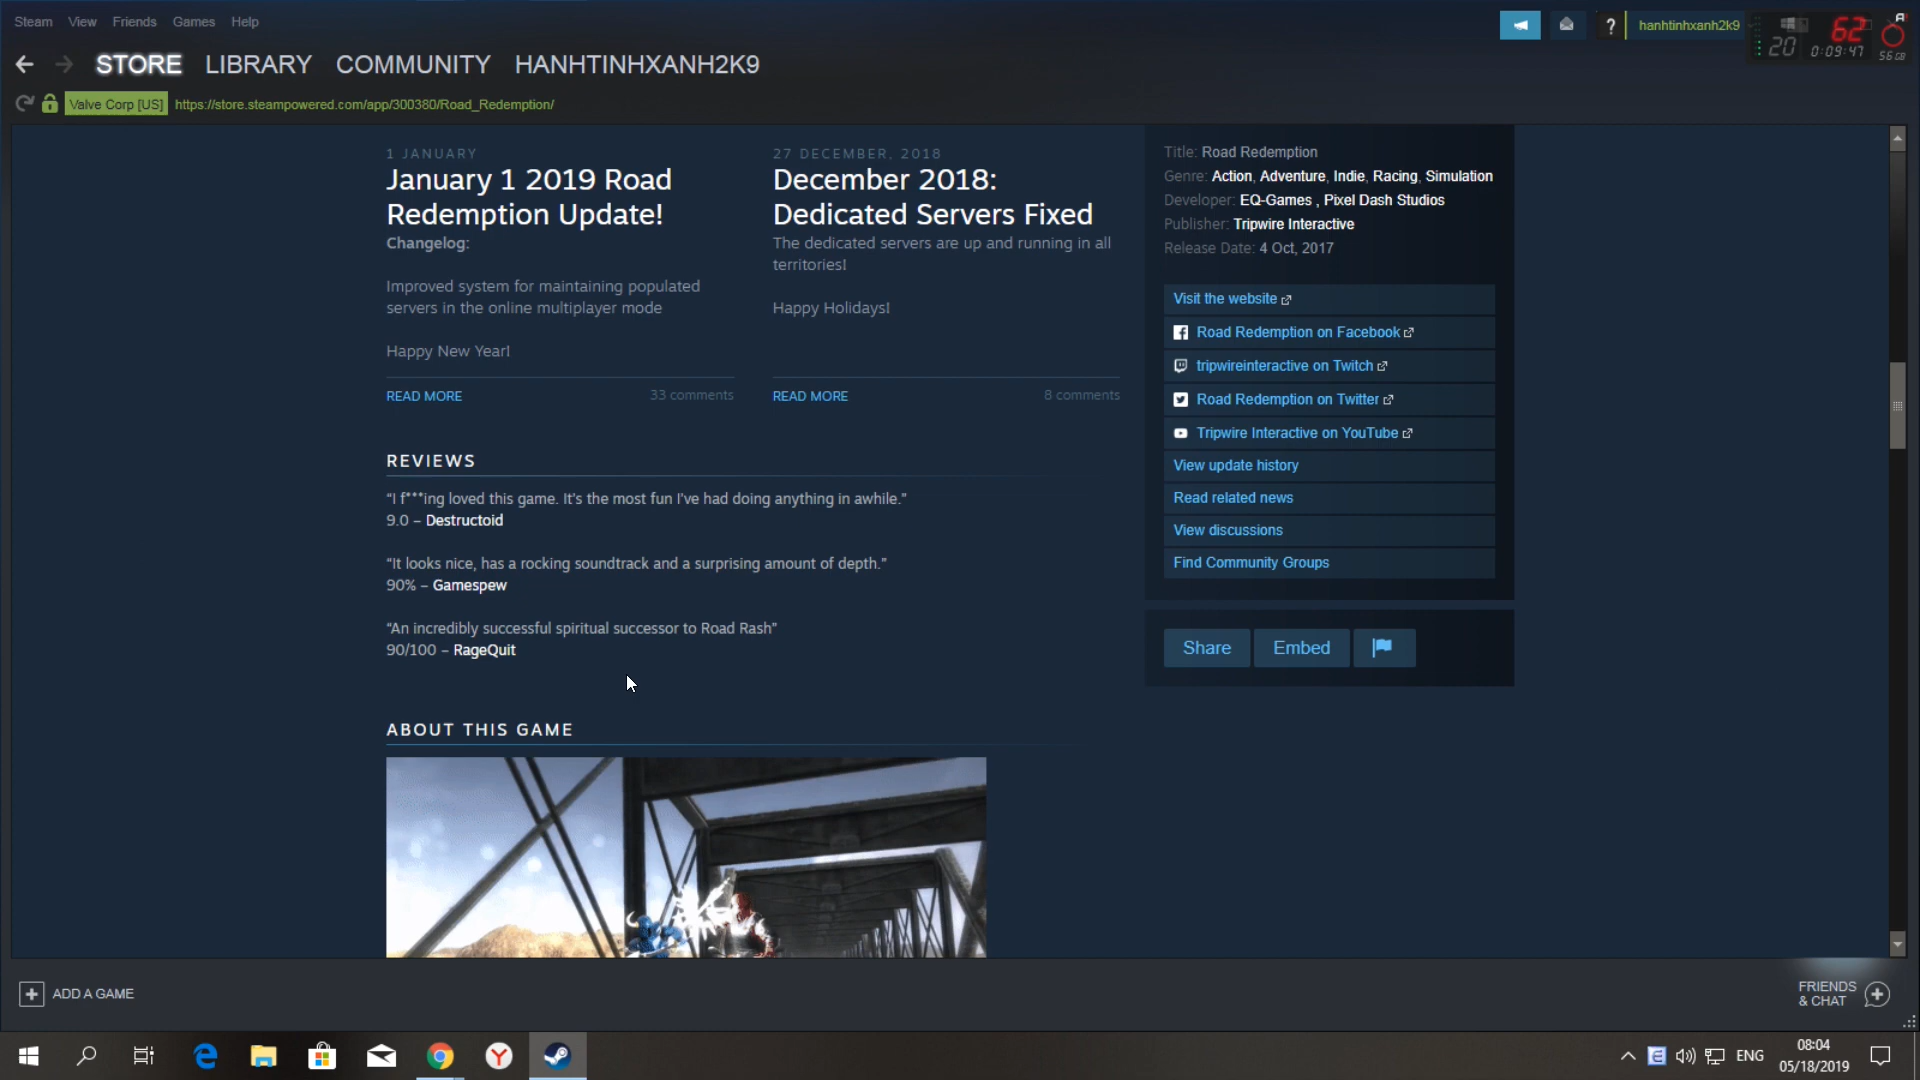 Steam View Friends Games Help
hanhtinhxanh2k9
62
20 0:09:47 56 GB
STORE LIBRARY COMMUNITY HANHTINHXANH2K9
Valve Corp [US] https://store.steampowered.com/app/300380/Road_Redemption/
1 JANUARY
January 1 2019 Road
Redemption Update!
Changelog:
Improved system for maintaining populated
servers in the online multiplayer mode
Happy New Year!
READ MORE 33 comments
27 DECEMBER, 2018
December 2018:
Dedicated Servers Fixed
The dedicated servers are up and running in all
territories!
Happy Holidays!
READ MORE 8 comments
Title: Road Redemption
Genre: Action, Adventure, Indie, Racing, Simulation
Developer: EQ-Games , Pixel Dash Studios
Publisher: Tripwire Interactive
Release Date: 4 Oct, 2017
Visit the website
Road Redemption on Facebook
tripwireinteractive on Twitch
Road Redemption on Twitter
Tripwire Interactive on YouTube
View update history
Read related news
View discussions
Find Community Groups
Share Embed
REVIEWS
“I f***ing loved this game. It's the most fun I've had doing anything in awhile.”
9.0 – Destructoid
“It looks nice, has a rocking soundtrack and a surprising amount of depth.”
90% – Gamespew
“An incredibly successful spiritual successor to Road Rash”
90/100 – RageQuit
ABOUT THIS GAME
ADD A GAME
FRIENDS
& CHAT
ENG
08:04
05/18/2019